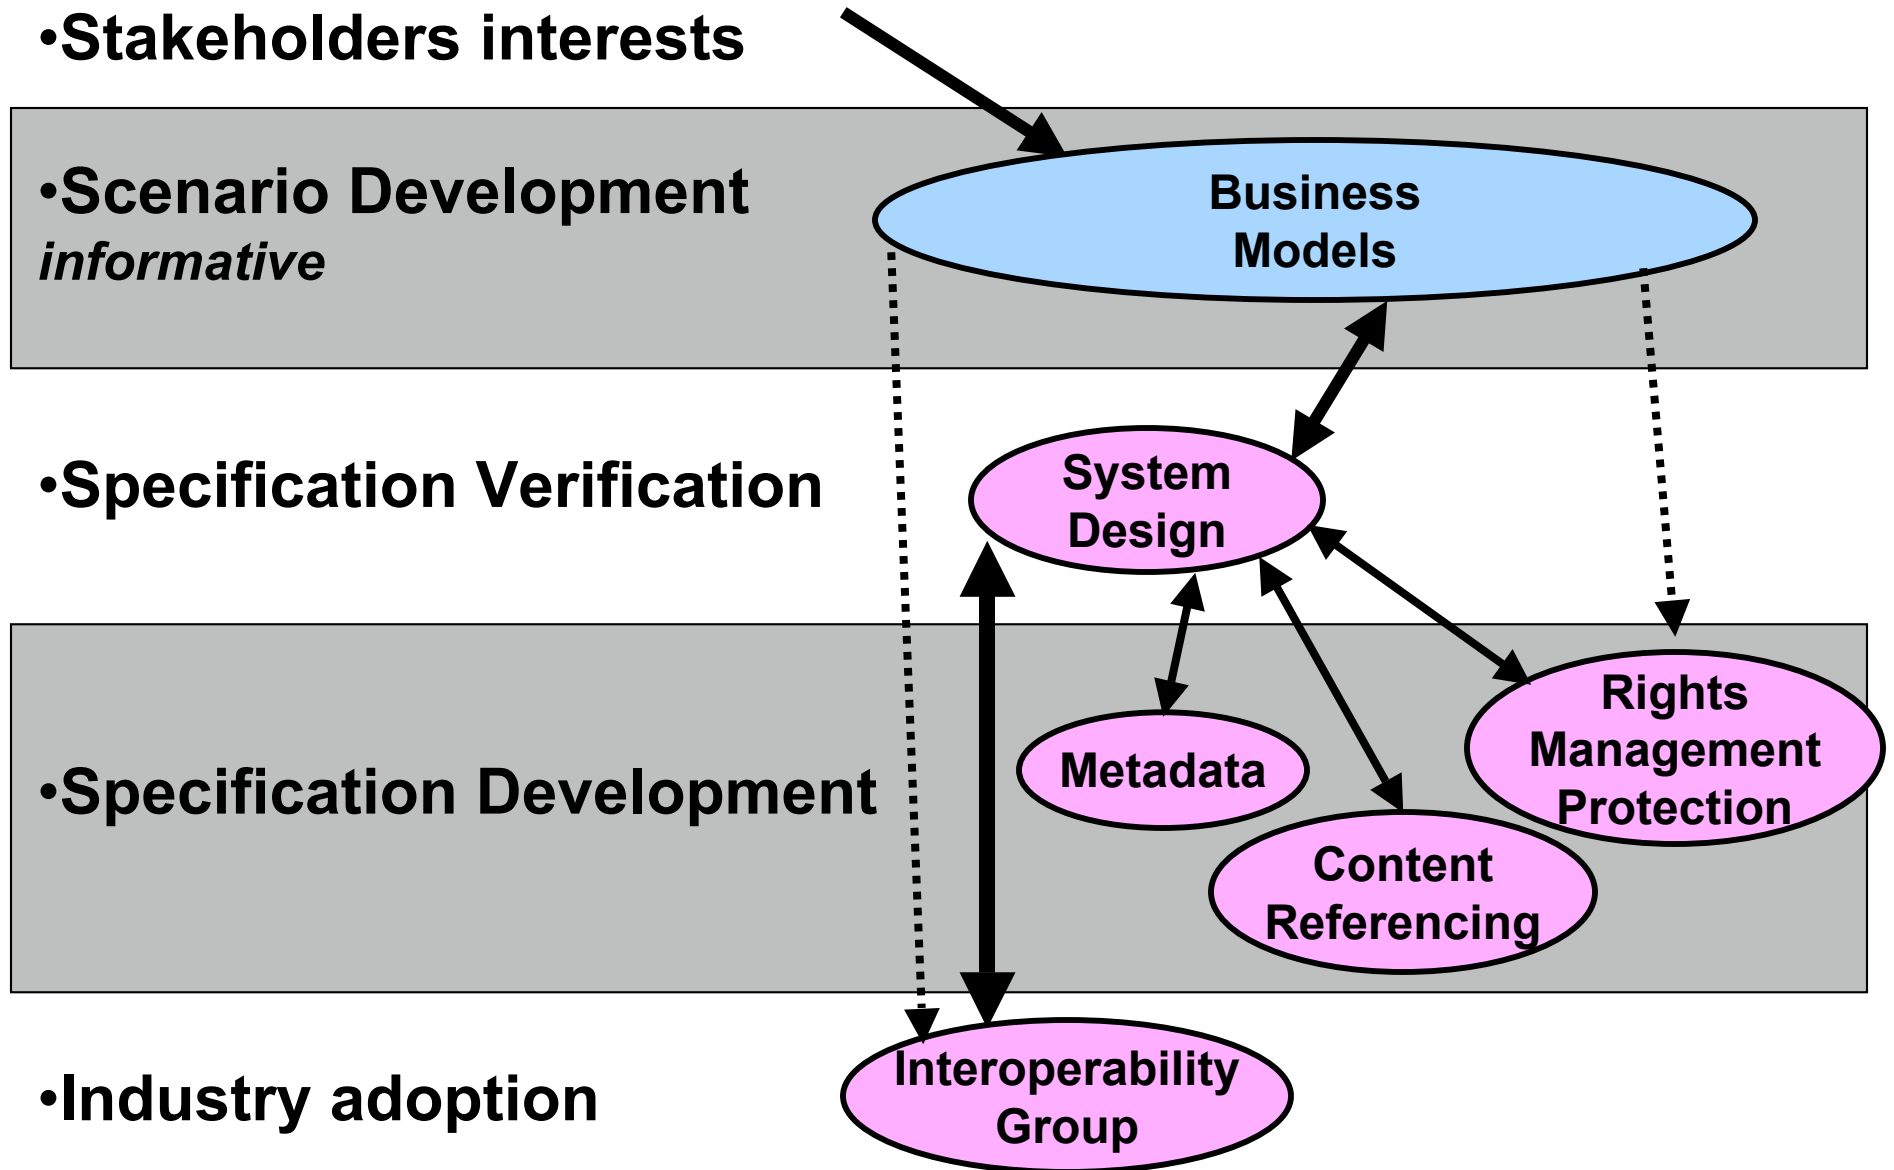 •Stakeholders interests
•Scenario Development
informative
Business
Models
•Specification Verification
System
Design
•Specification Development
Metadata
Rights
Management
Protection
Content
Referencing
•Industry adoption
Interoperability
Group